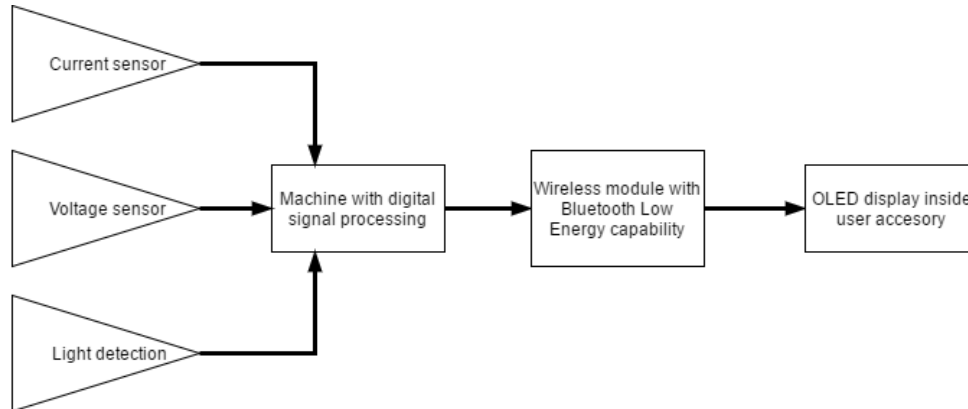 Current sensor
Voltage sensor
Light detection
Machine with digital
signal processing
Wireless module with
Bluetooth Low
Energy capability
OLED display inside
user accesory